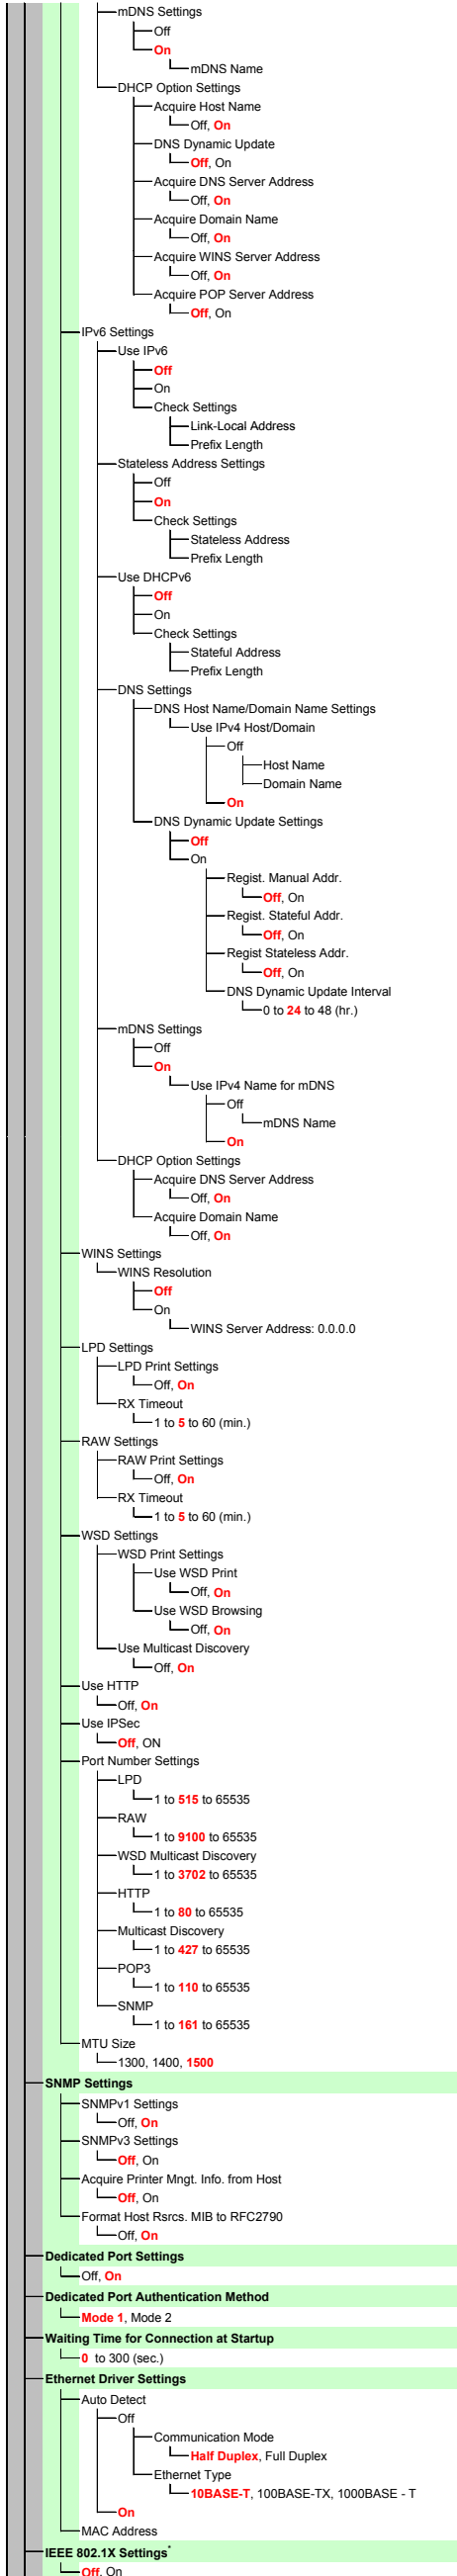 mDNS Settings
Off
On
mDNS Name
DHCP Option Settings
Acquire Host Name
Off, On
DNS Dynamic Update
Off, On
Acquire DNS Server Address
Off, On
Acquire Domain Name
Off, On
Acquire WINS Server Address
Off, On
Acquire POP Server Address
Off, On
IPv6 Settings
Use IPv6
Off
On
Check Settings
Link-Local Address
Prefix Length
Stateless Address Settings
Off
On
Check Settings
Stateless Address
Prefix Length
Use DHCPv6
Off
On
Check Settings
Stateful Address
Prefix Length
DNS Settings
DNS Host Name/Domain Name Settings
Use IPv4 Host/Domain
Off
Host Name
Domain Name
On
DNS Dynamic Update Settings
Off
On
Regist. Manual Addr.
Off, On
Regist. Stateful Addr.
Off, On
Regist Stateless Addr.
Off, On
DNS Dynamic Update Interval
0 to 24 to 48 (hr.)
mDNS Settings
Off
On
Use IPv4 Name for mDNS
Off
mDNS Name
On
DHCP Option Settings
Acquire DNS Server Address
Off, On
Acquire Domain Name
Off, On
WINS Settings
WINS Resolution
Off
On
WINS Server Address: 0.0.0.0
LPD Settings
LPD Print Settings
Off, On
RX Timeout
1 to 5 to 60 (min.)
RAW Settings
RAW Print Settings
Off, On
RX Timeout
1 to 5 to 60 (min.)
WSD Settings
WSD Print Settings
Use WSD Print
Off, On
Use WSD Browsing
Off, On
Use Multicast Discovery
Off, On
Use HTTP
Off, On
Use IPSec
Off, ON
Port Number Settings
LPD
1 to 515 to 65535
RAW
1 to 9100 to 65535
WSD Multicast Discovery
1 to 3702 to 65535
HTTP
1 to 80 to 65535
Multicast Discovery
1 to 427 to 65535
POP3
1 to 110 to 65535
SNMP
1 to 161 to 65535
MTU Size
1300, 1400, 1500
SNMP Settings
SNMPv1 Settings
Off, On
SNMPv3 Settings
Off, On
Acquire Printer Mngt. Info. from Host
Off, On
Format Host Rsrcs. MIB to RFC2790
Off, On
Dedicated Port Settings
Off, On
Dedicated Port Authentication Method
Mode 1, Mode 2
Waiting Time for Connection at Startup
0 to 300 (sec.)
Ethernet Driver Settings
Auto Detect
Off
Communication Mode
Half Duplex, Full Duplex
Ethernet Type
10BASE-T, 100BASE-TX, 1000BASE - T
On
MAC Address
IEEE 802.1X Settings*
Off, On